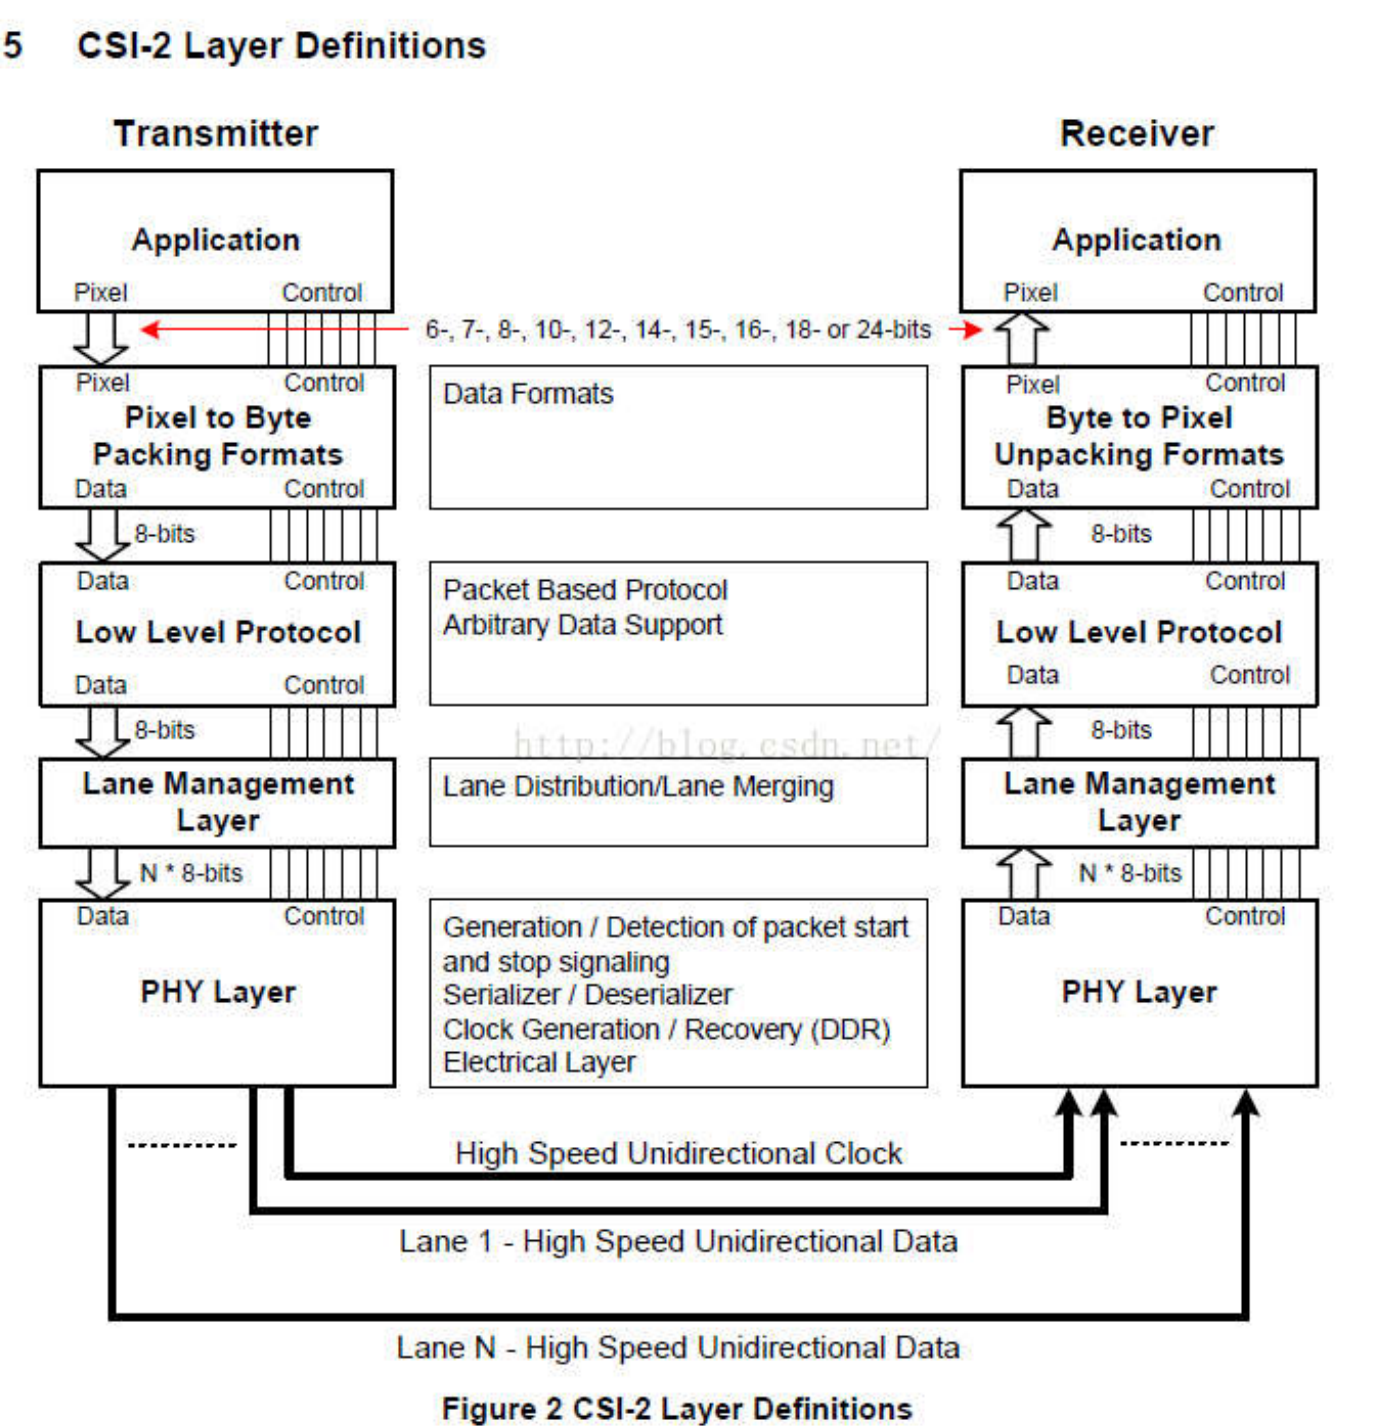 5 CSI-2 Layer Definitions
Transmitter
Receiver
Application
Pixel Control
Application
Pixel Control
6-, 7-, 8-, 10-, 12-, 14-, 15-, 16-, 18- or 24-bits
Pixel Control
Pixel to Byte
Packing Formats
Data Control
Data Formats
Pixel Control
Byte to Pixel
Unpacking Formats
Data Control
8-bits
8-bits
Data Control
Low Level Protocol
Data Control
Packet Based Protocol
Arbitrary Data Support
Data Control
Low Level Protocol
Data Control
8-bits
http://blog.csdn.net/
8-bits
Lane Management
Layer
Lane Distribution/Lane Merging
Lane Management
Layer
N * 8-bits
N * 8-bits
Data Control
PHY Layer
Generation / Detection of packet start
and stop signaling
Serializer / Deserializer
Clock Generation / Recovery (DDR)
Electrical Layer
Data Control
PHY Layer
High Speed Unidirectional Clock
Lane 1 - High Speed Unidirectional Data
Lane N - High Speed Unidirectional Data
Figure 2 CSI-2 Layer Definitions